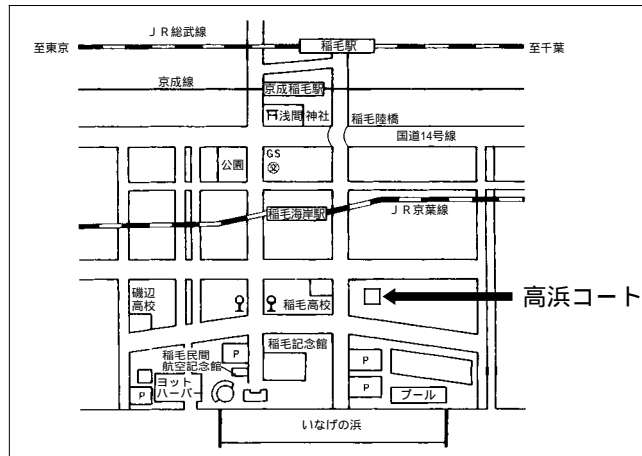 ＪＲ総武線
至東京
稲毛駅
至千葉
京成線
京成稲毛駅
浅間神社
稲毛陸橋
国道14号線
公園
GS
稲毛海岸駅
ＪＲ京葉線
磯辺
高校
稲毛高校
高浜コート
稲毛民間
航空記念館
P
稲毛記念館
P
P
ヨット
ハーバー
P
プール
いなげの浜